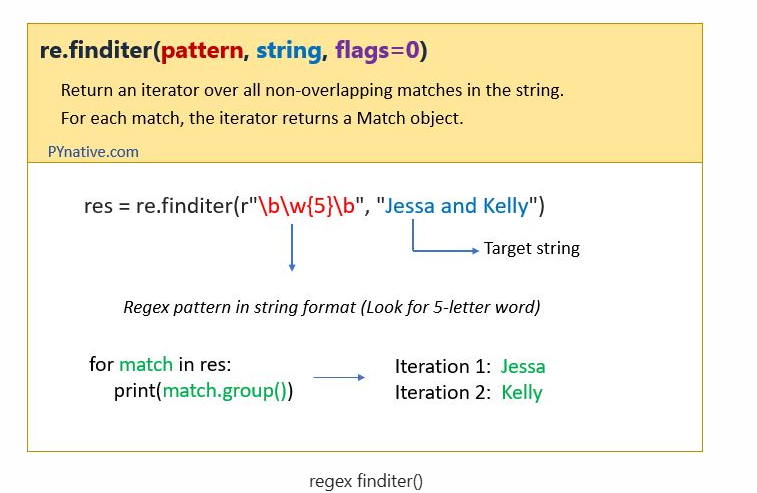 re.finditer(pattern, string, flags=0)
Return an iterator over all non-overlapping matches in the string.
For each match, the iterator returns a Match object.
PYnative.com
res = re.finditer(r"\b\w{5}\b", "Jessa and Kelly")
Target string
Regex pattern in string format (Look for 5-letter word)
for match in res:
print(match.group())
Iteration 1: Jessa
Iteration 2: Kelly
regex finditer()